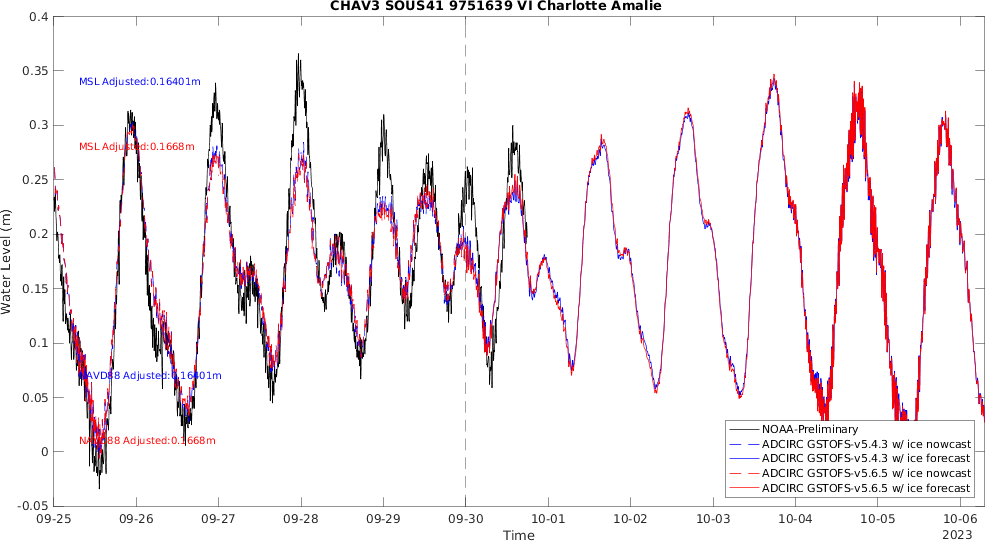 CHAV3 SOUS41 9751639 VI Charlotte Amalie
0.4
0.35
0.3
0.25
0.2
0.15
0.1
0.05
0
-0.05
Water Level (m)
MSL Adjusted:0.16401m
MSL Adjusted:0.1668m
NAVD88 Adjusted:0.16401m
NAVD88 Adjusted:0.1668m
NOAA-Preliminary
ADCIRC GSTOFS-v5.4.3 w/ ice nowcast
ADCIRC GSTOFS-v5.4.3 w/ ice forecast
ADCIRC GSTOFS-v5.6.5 w/ ice nowcast
ADCIRC GSTOFS-v5.6.5 w/ ice forecast
09-25 09-26 09-27 09-28 09-29 09-30 10-01 10-02 10-03 10-04 10-05 10-06
Time
2023